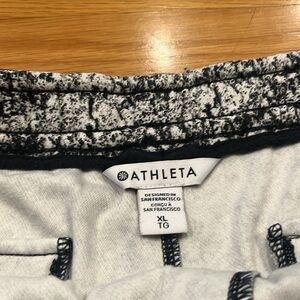 ATHLETA
DESIGNED IN
SAN FRANCISCO
CONÇU À
SAN FRANCISCO
XL
TG